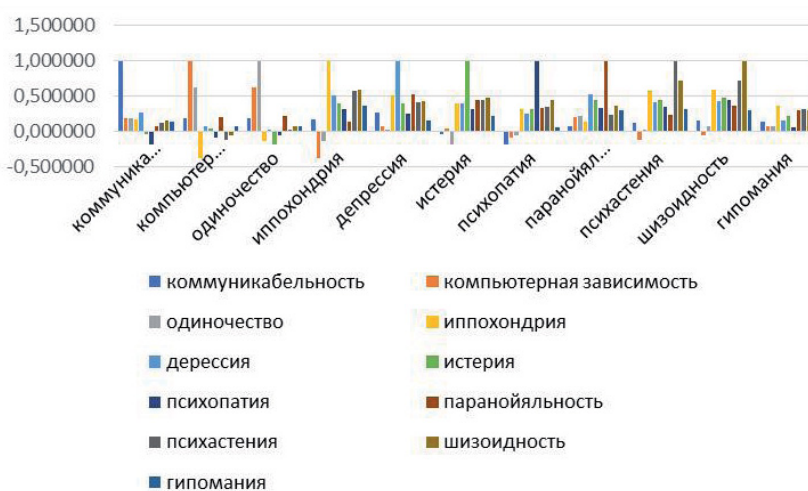 1,500000
1,000000
0,500000
0,000000
-0,500000
коммуника...
компьютер...
одиночество
иппохондрия
депрессия
истерия
психопатия
паранойял...
психастения
шизоидность
гипомания
коммуникабельность
компьютерная зависимость
одиночество
иппохондрия
дерессия
истерия
психопатия
паранойяльность
психастения
шизоидность
гипомания